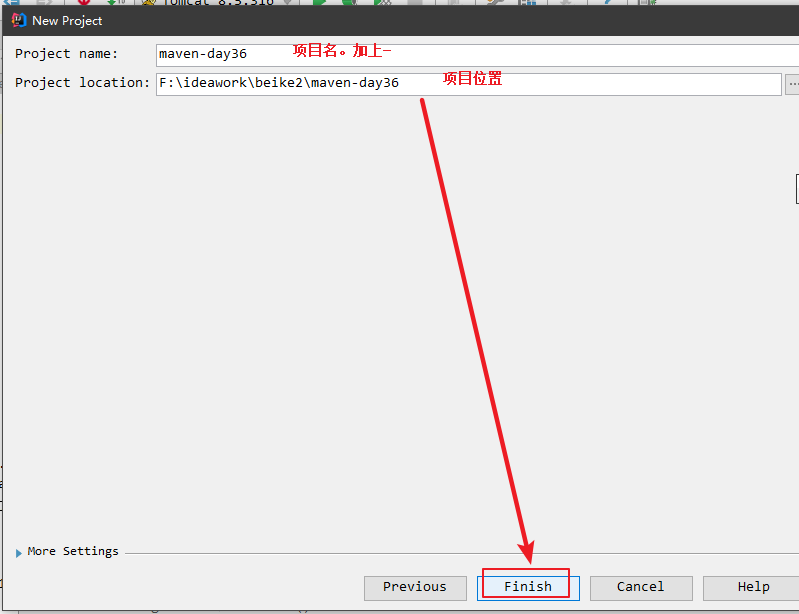 Tomcat 8.5.316
New Project
Project name: maven-day36 项目名。加上-
Project location: F:\ideawork\beike2\maven-day36 项目位置 ...
More Settings
Previous Finish Cancel Help